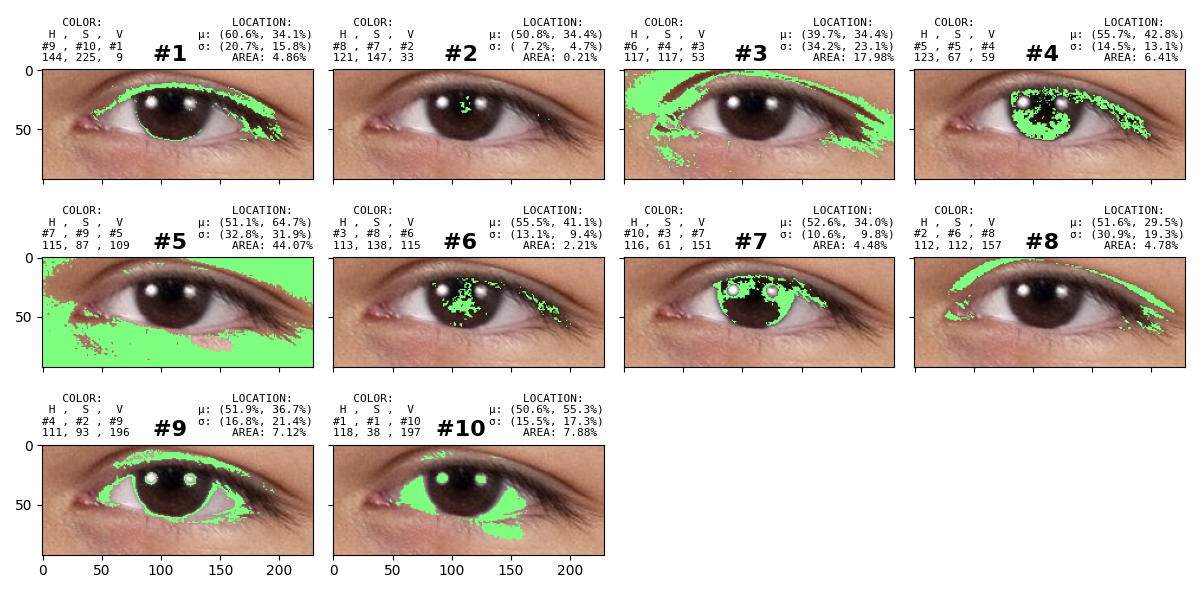 COLOR: LOCATION:
H , S , V μ: (60.6%, 34.1%)
#9 , #10, #1 σ: (20.7%, 15.8%)
144, 225, 9 #1 AREA: 4.86%
COLOR: LOCATION:
H , S , V μ: (50.8%, 34.4%)
#8 , #7 , #2 σ: ( 7.2%, 4.7%)
121, 147, 33 #2 AREA: 0.21%
COLOR: LOCATION:
H , S , V μ: (39.7%, 34.4%)
#6 , #4 , #3 σ: (34.2%, 23.1%)
117, 117, 53 #3 AREA: 17.98%
COLOR: LOCATION:
H , S , V μ: (55.7%, 42.8%)
#5 , #5 , #4 σ: (14.5%, 13.1%)
123, 67 , 59 #4 AREA: 6.41%
0
50
COLOR: LOCATION:
H , S , V μ: (51.1%, 64.7%)
#7 , #9 , #5 σ: (32.8%, 31.9%)
115, 87 , 109 #5 AREA: 44.07%
COLOR: LOCATION:
H , S , V μ: (55.5%, 41.1%)
#3 , #8 , #6 σ: (13.1%, 9.4%)
113, 138, 115 #6 AREA: 2.21%
COLOR: LOCATION:
H , S , V μ: (52.6%, 34.0%)
#10, #3 , #7 σ: (10.6%, 9.8%)
116, 61 , 151 #7 AREA: 4.48%
COLOR: LOCATION:
H , S , V μ: (51.6%, 29.5%)
#2 , #6 , #8 σ: (30.9%, 19.3%)
112, 112, 157 #8 AREA: 4.78%
0
50
COLOR: LOCATION:
H , S , V μ: (51.9%, 36.7%)
#4 , #2 , #9 σ: (16.8%, 21.4%)
111, 93 , 196 #9 AREA: 7.12%
COLOR: LOCATION:
H , S , V μ: (50.6%, 55.3%)
#1 , #1 , #10 σ: (15.5%, 17.3%)
118, 38 , 197 #10 AREA: 7.88%
0
50
0 50 100 150 200
0 50 100 150 200